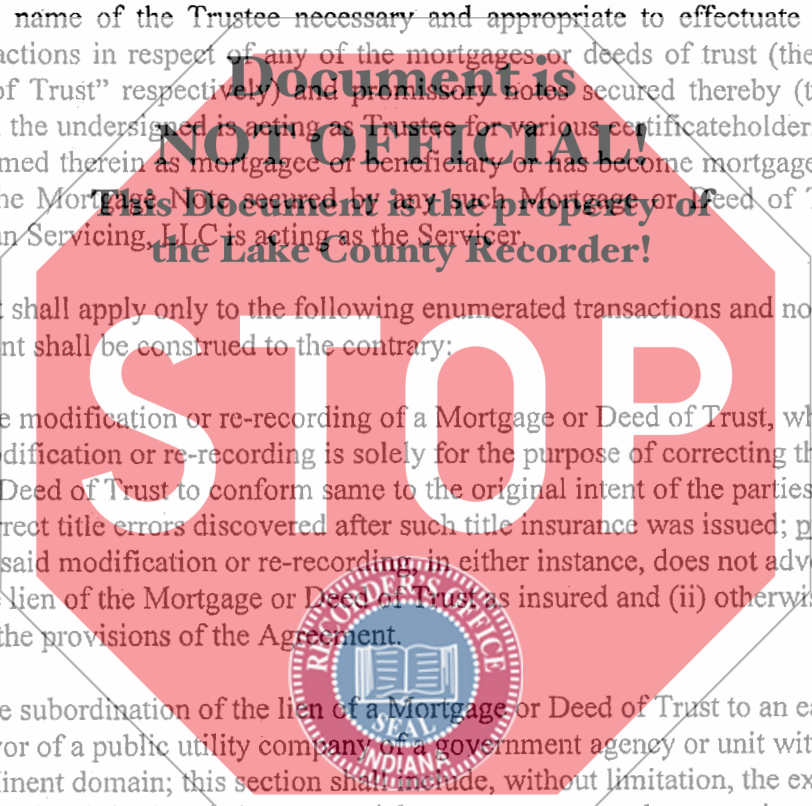 name of the Trustee necessary and appropriate to effectuate
actions in respect of any of the mortgages or deeds of trust (the
of Trust” respectively) and promissory notes secured thereby (t
the undersigned is acting as Trustee for various certificateholder
med therein as mortgagee or beneficiary or has become mortgage
he Mortgage Note secured by any such Mortgage or Deed of
an Servicing, LLC is acting as the Servicer.
Document is
NOT OFFICIAL!
This Document is the property of
the Lake County Recorder!
t shall apply only to the following enumerated transactions and no
nt shall be construed to the contrary:
STOP
e modification or re-recording of a Mortgage or Deed of Trust, wh
odification or re-recording is solely for the purpose of correcting th
Deed of Trust to conform same to the original intent of the parties
rrect title errors discovered after such title insurance was issued; p
said modification or re-recording, in either instance, does not adv
e lien of the Mortgage or Deed of Trust as insured and (ii) otherwis
the provisions of the Agreement.
RECORDER'S OFFICE
SEAL
INDIANA
e subordination of the lien of a Mortgage or Deed of Trust to an ea
vor of a public utility company of a government agency or unit wit
minent domain; this section shall include, without limitation, the ex